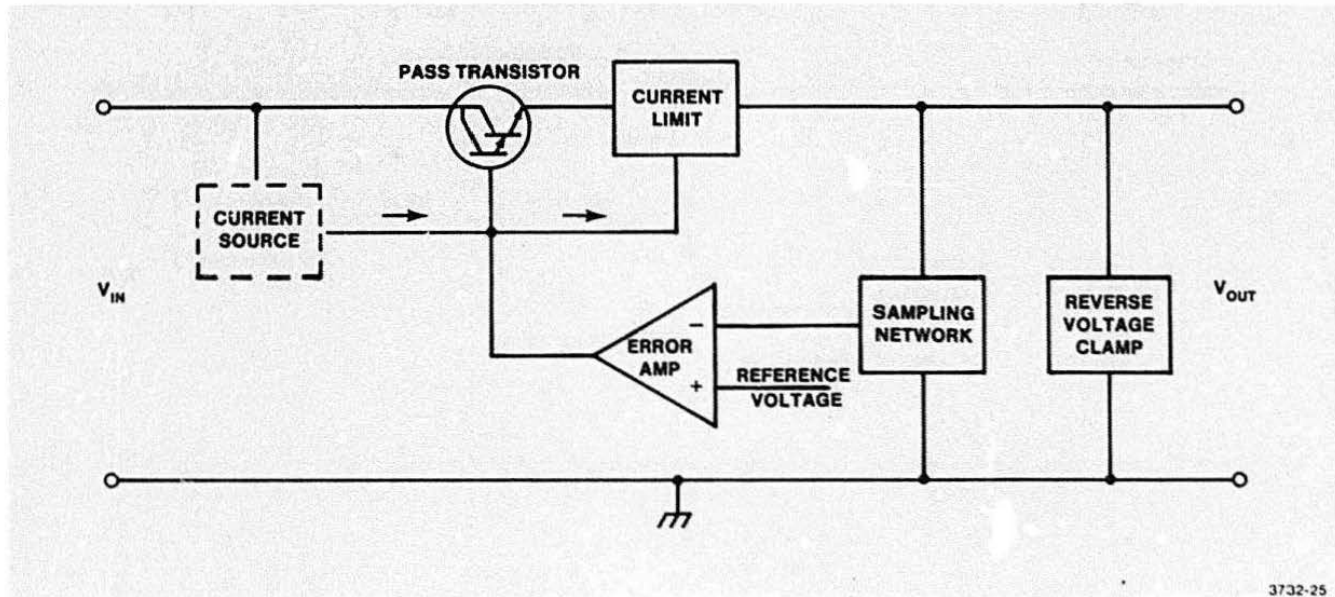 PASS TRANSISTOR
CURRENT
LIMIT
CURRENT
SOURCE
V_IN
ERROR
AMP
−
+
REFERENCE
VOLTAGE
SAMPLING
NETWORK
REVERSE
VOLTAGE
CLAMP
V_OUT
3732-25